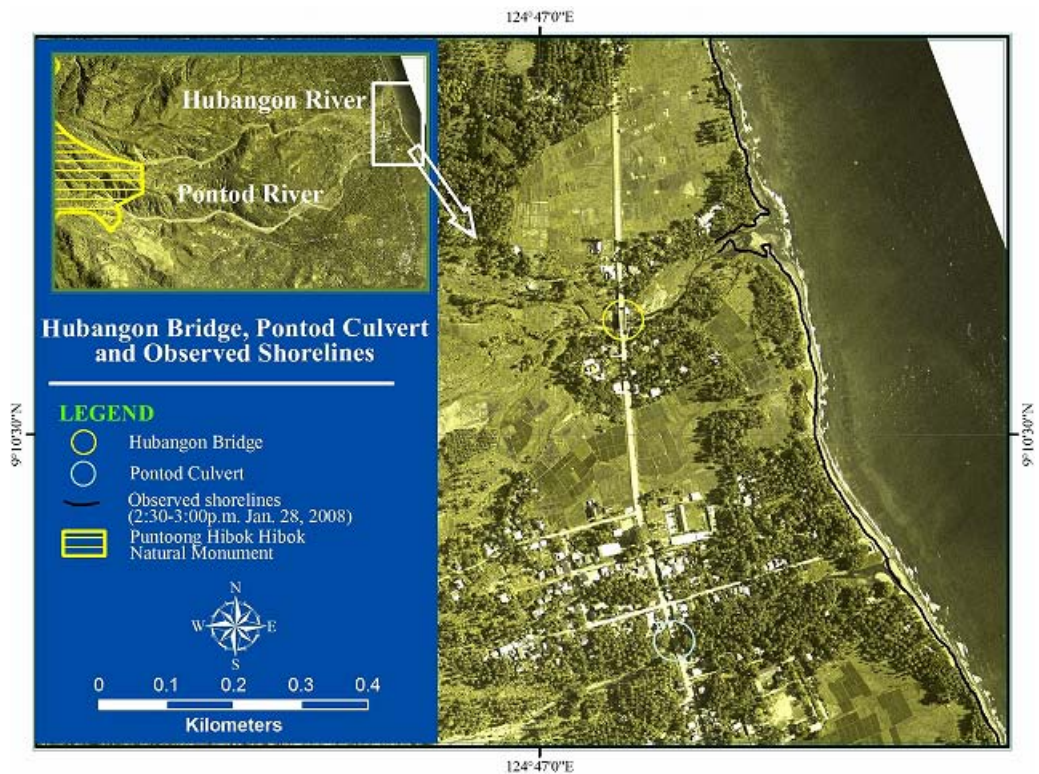 124°47'0"E
Hubangon River
Pontod River
Hubangon Bridge, Pontod Culvert
and Observed Shorelines
LEGEND
Hubangon Bridge
Pontod Culvert
Observed shorelines
(2:30-3:00p.m. Jan. 28, 2008)
Puntoong Hibok Hibok
Natural Monument
N
W E
S
0 0.1 0.2 0.3 0.4
Kilometers
9°10'30"N
9°10'30"N
124°47'0"E